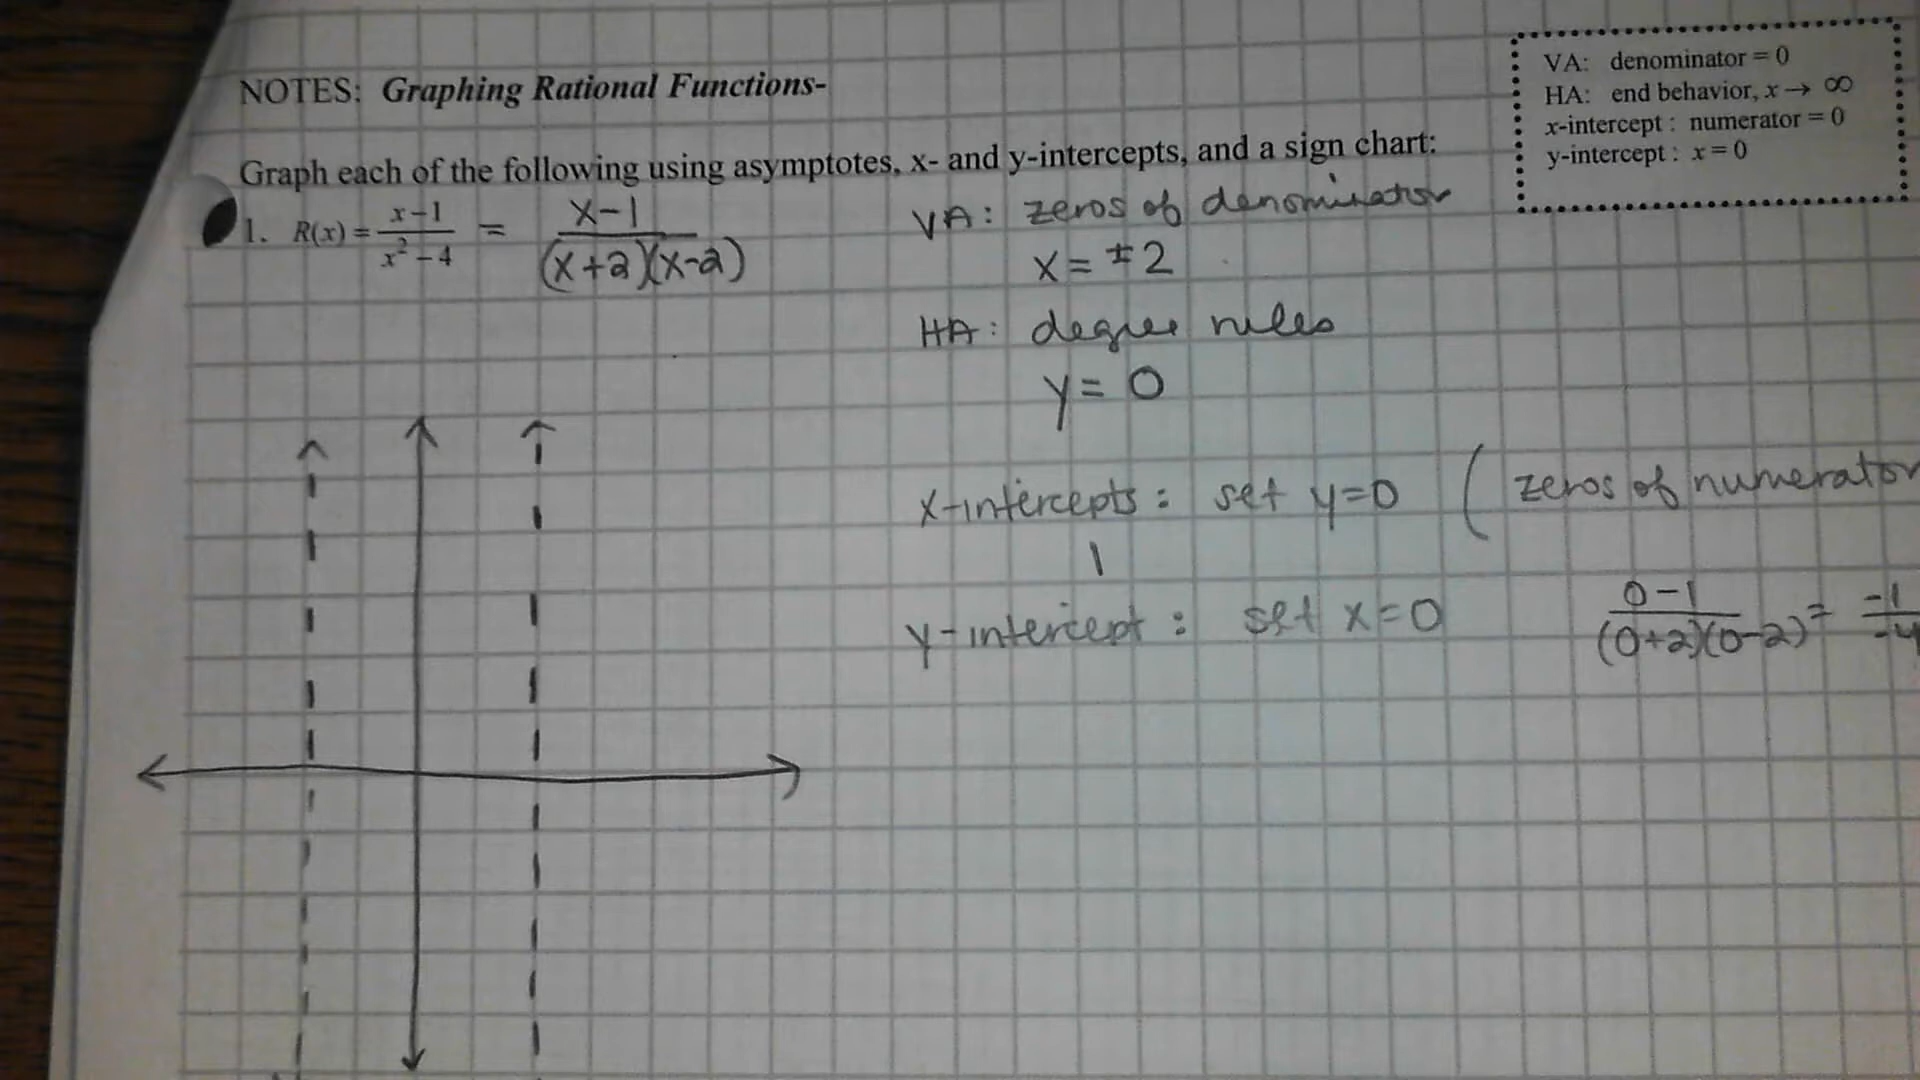 NOTES: Graphing Rational Functions-
VA: denominator = 0
HA: end behavior, x → ∞
x-intercept : numerator = 0
y-intercept : x = 0
Graph each of the following using asymptotes, x- and y-intercepts, and a sign chart:
1. R(x) = (x-1)/(x²-4) = (x-1)/((x+2)(x-2))
VA: zeros of denominator
x = ±2
HA: degree rules
y = 0
x-intercepts: set y=0 (zeros of numerator
1
y-intercept: set x=0 (0-1)/((0+2)(0-2)) = -1/-4